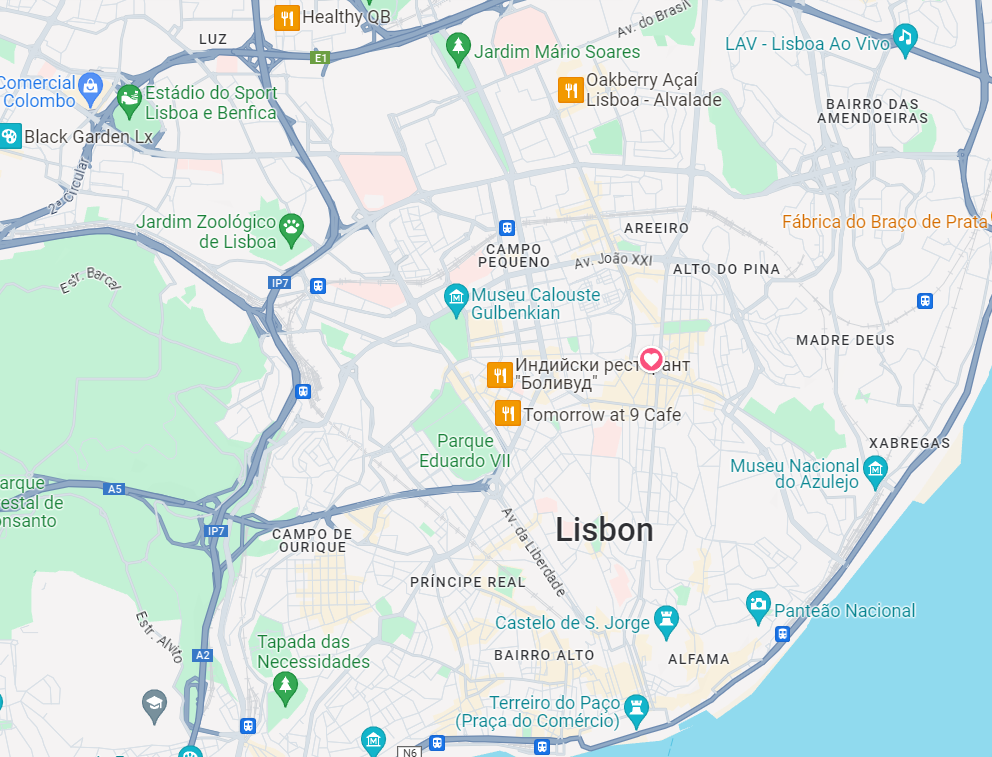 Healthy QB
LUZ
E1
Jardim Mário Soares
Av. do Brasil
LAV - Lisboa Ao Vivo
Comercial
Colombo
Estádio do Sport
Lisboa e Benfica
Oakberry Açaí
Lisboa - Alvalade
BAIRRO DAS
AMENDOEIRAS
Black Garden Lx
2ª Circular
Jardim Zoológico
de Lisboa
CAMPO
PEQUENO
AREEIRO
Fábrica do Braço de Prata
Av. João XXI
ALTO DO PINA
Estr. Barcal
IP7
Museu Calouste
Gulbenkian
MADRE DEUS
Индийски ресторант
"Боливуд"
Tomorrow at 9 Cafe
Parque
Eduardo VII
XABREGAS
Museu Nacional
do Azulejo
arque
estal de
onsanto
A5
IP7
CAMPO DE
OURIQUE
Av. da Liberdade
Lisbon
PRÍNCIPE REAL
Estr. Alvito
Castelo de S. Jorge
Panteão Nacional
Tapada das
Necessidades
A2
BAIRRO ALTO
ALFAMA
Terreiro do Paço
(Praça do Comércio)
N6